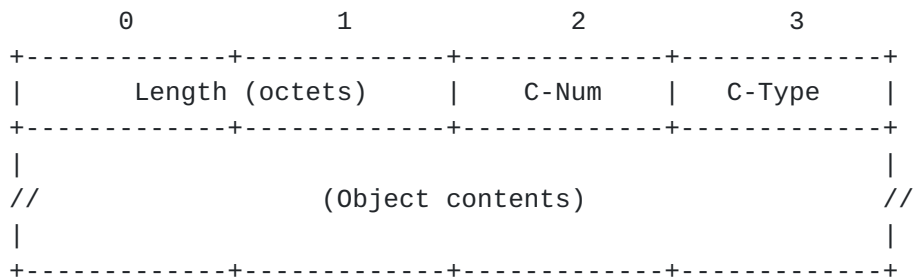 0             1              2             3
+-------------+-------------+-------------+-------------+
|       Length (octets)     |    C-Num    |   C-Type    |
+-------------+-------------+-------------+-------------+
|                                                       |
//                  (Object contents)                   //
|                                                       |
+-------------+-------------+-------------+-------------+